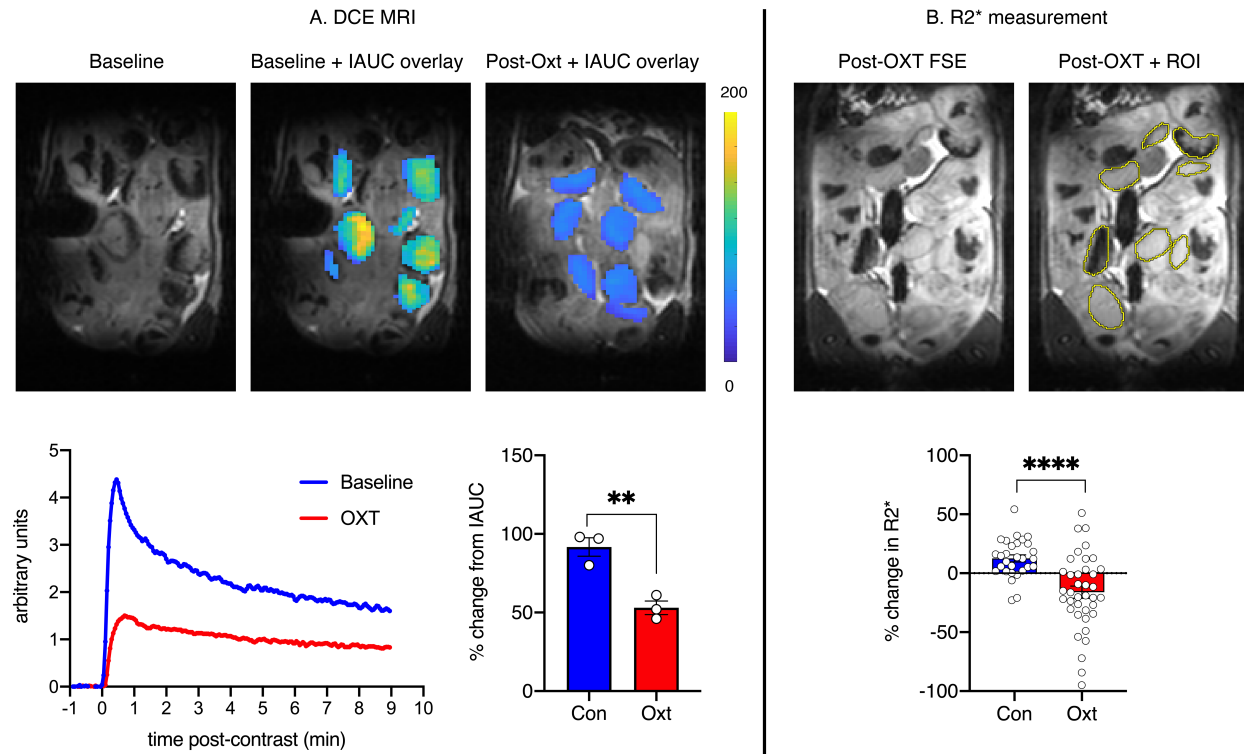 A. DCE MRI
B. R2* measurement
Baseline
Baseline + IAUC overlay
Post-Oxt + IAUC overlay
Post-OXT FSE
Post-OXT + ROI
200
0
5
4
3
2
1
0
arbitrary units
-1 0 1 2 3 4 5 6 7 8 9 10
time post-contrast (min)
Baseline
OXT
150
100
50
0
% change from IAUC
**
Con Oxt
100
50
0
-50
-100
% change in R2*
****
Con Oxt